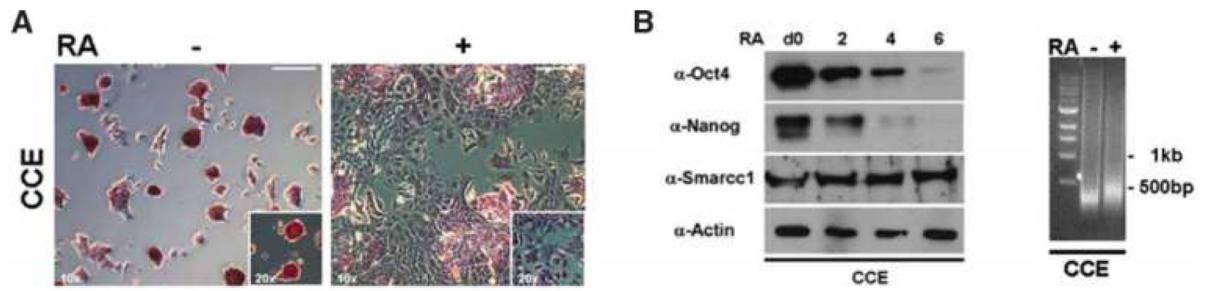 A
RA - +
CCE
10x
20x
10x
20x
B
RA d0 2 4 6
α-Oct4
α-Nanog
α-Smarcc1
α-Actin
CCE
RA - +
- 1kb
- 500bp
CCE